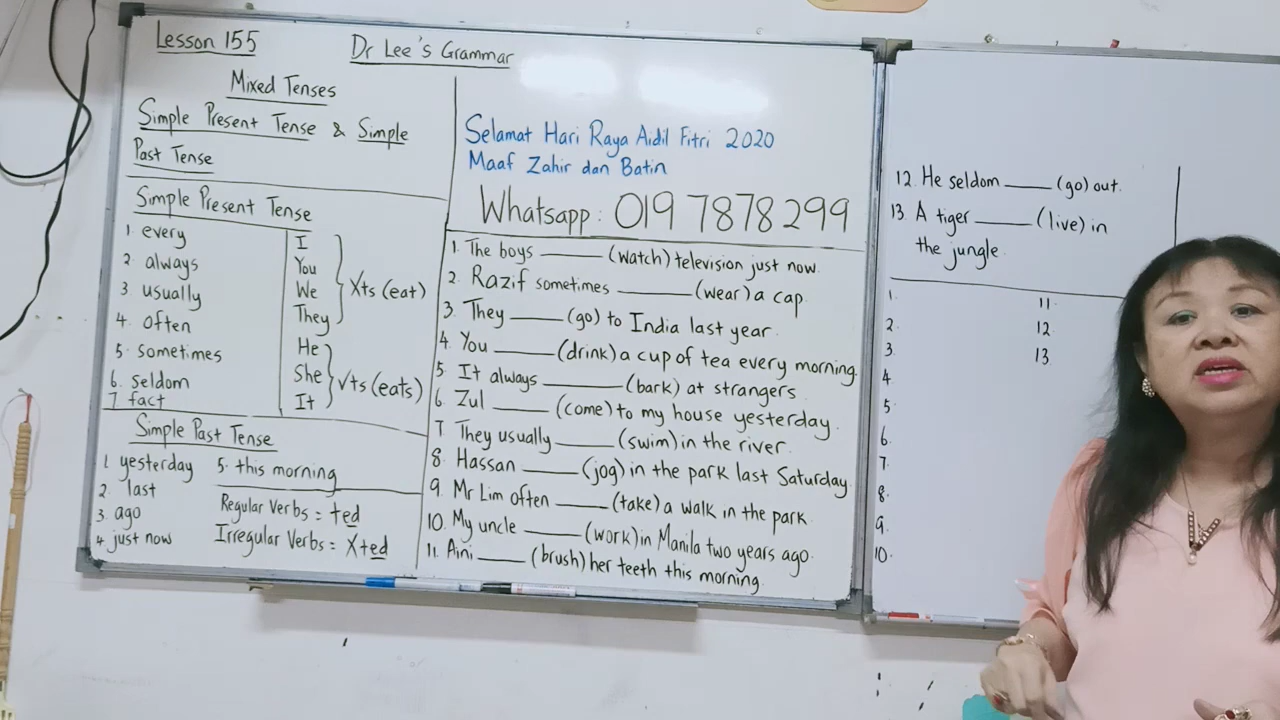 Lesson 155
Dr Lee's Grammar
Mixed Tenses
Simple Present Tense & Simple
Past Tense
Simple Present Tense
1. every
2. always
3. usually
4. often
5. sometimes
6. seldom
7. fact
I
You
We
They
Xts (eat)
He
She
It
√ts (eats)
Simple Past Tense
1. yesterday
2. last
3. ago
4. just now
5. this morning
Regular Verbs = ted
Irregular Verbs = Xted
Selamat Hari Raya Aidil Fitri 2020
Maaf Zahir dan Batin
Whatsapp: 019 7878 299
1. The boys ______ (watch) television just now.
2. Razif sometimes ______ (wear) a cap.
3. They ______ (go) to India last year.
4. You ______ (drink) a cup of tea every morning.
5. It always ______ (bark) at strangers.
6. Zul ______ (come) to my house yesterday.
7. They usually ______ (swim) in the river.
8. Hassan ______ (jog) in the park last Saturday.
9. Mr Lim often ______ (take) a walk in the park.
10. My uncle ______ (work) in Manila two years ago.
11. Aini ______ (brush) her teeth this morning.
12. He seldom ______ (go) out.
13. A tiger ______ (live) in
the jungle.
1.
2.
3.
4.
5.
6.
7.
8.
9.
10.
11.
12.
13.